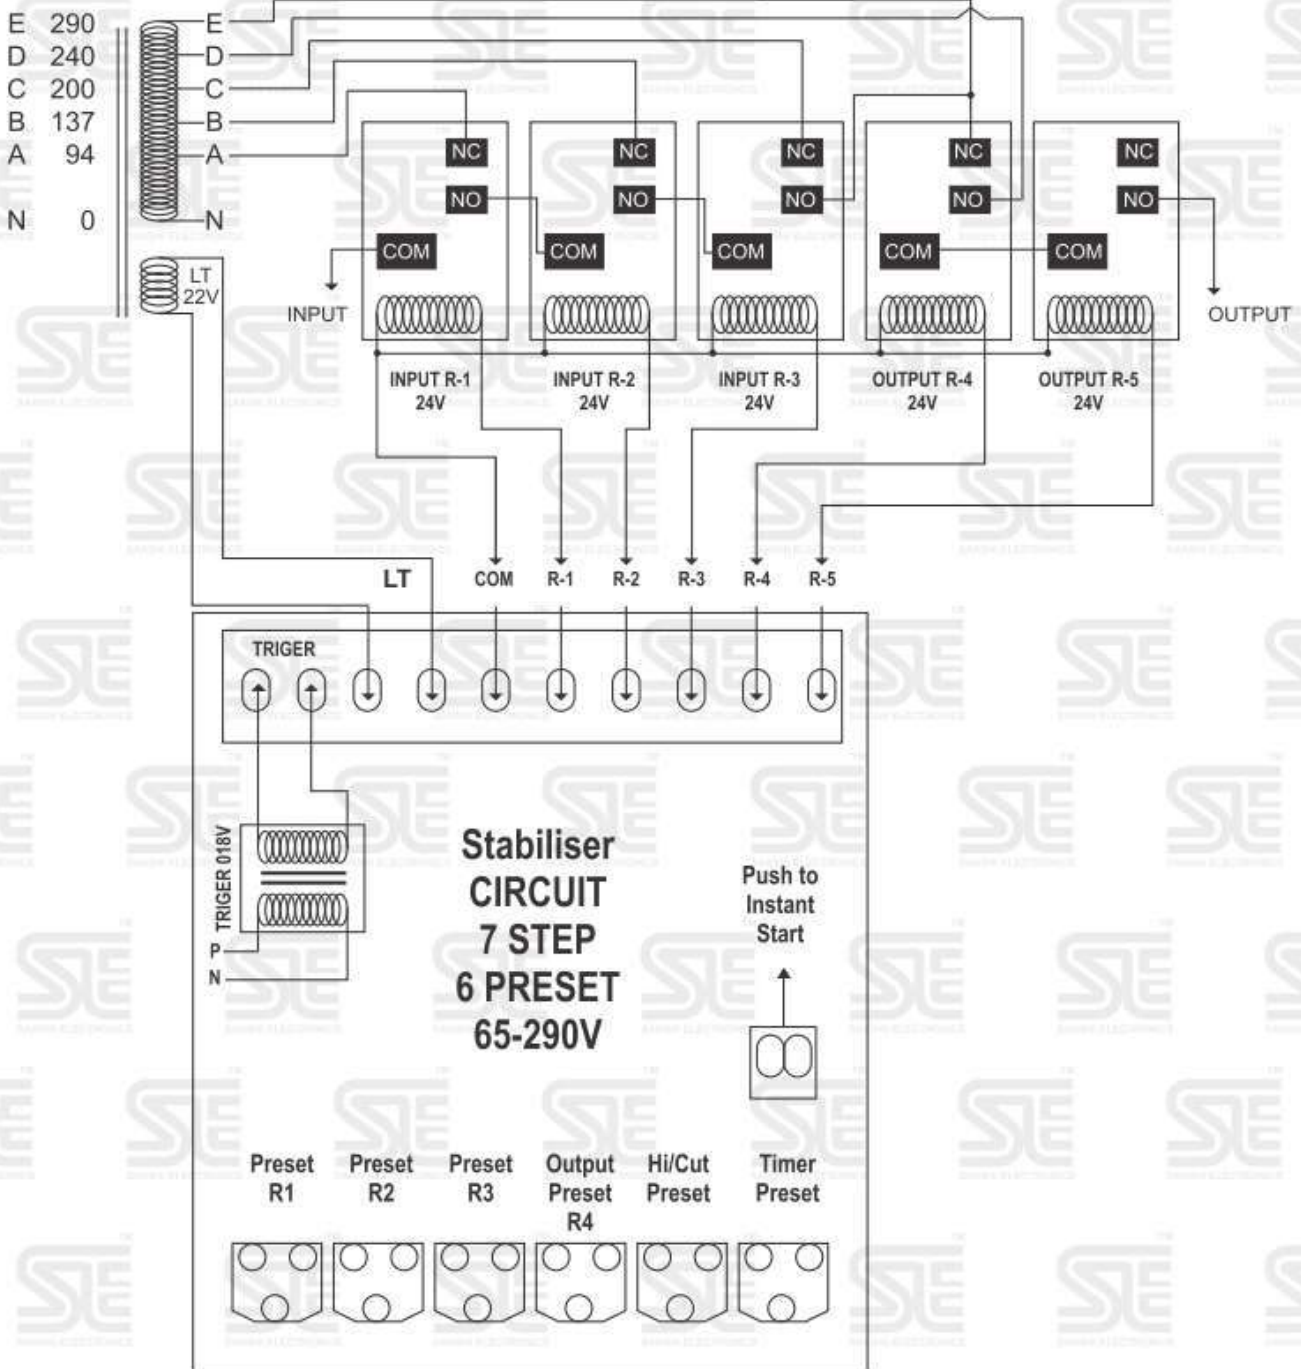 E 290 E
D 240 D
C 200 C
B 137 B
A 94 A
N 0 N
LT
22V
NC NC NC NC NC
NO NO NO NO NO
COM COM COM COM COM
INPUT
OUTPUT
INPUT R-1
24V
INPUT R-2
24V
INPUT R-3
24V
OUTPUT R-4
24V
OUTPUT R-5
24V
LT COM R-1 R-2 R-3 R-4 R-5
TRIGER
TRIGER 018V
P
N
Stabiliser
CIRCUIT
7 STEP
6 PRESET
65-290V
Push to
Instant
Start
Preset
R1
Preset
R2
Preset
R3
Output
Preset
R4
Hi/Cut
Preset
Timer
Preset